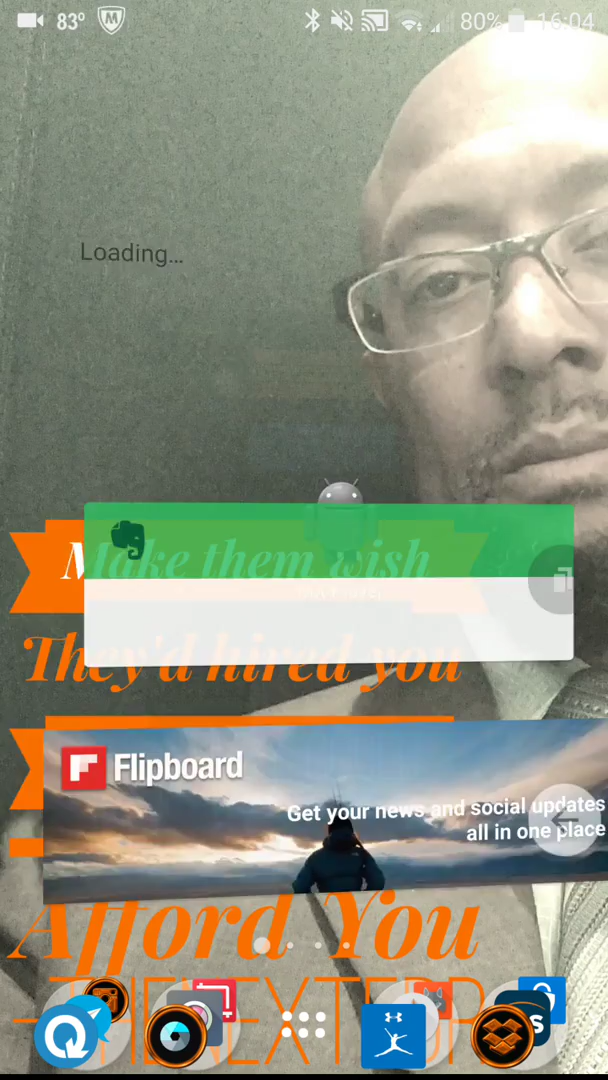 83° 80% 16:04
Loading...
Make them wish
They'd hired you
Flipboard
Get your news and social updates
all in one place
Afford You